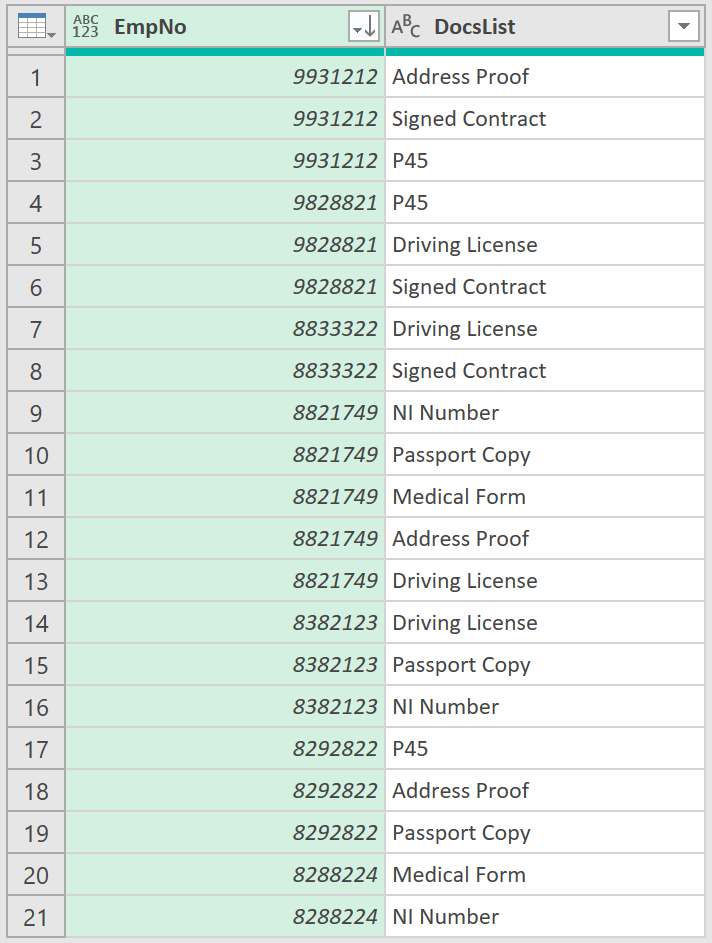 ABC 123 EmpNo ABC DocsList
1 9931212 Address Proof
2 9931212 Signed Contract
3 9931212 P45
4 9828821 P45
5 9828821 Driving License
6 9828821 Signed Contract
7 8833322 Driving License
8 8833322 Signed Contract
9 8821749 NI Number
10 8821749 Passport Copy
11 8821749 Medical Form
12 8821749 Address Proof
13 8821749 Driving License
14 8382123 Driving License
15 8382123 Passport Copy
16 8382123 NI Number
17 8292822 P45
18 8292822 Address Proof
19 8292822 Passport Copy
20 8288224 Medical Form
21 8288224 NI Number